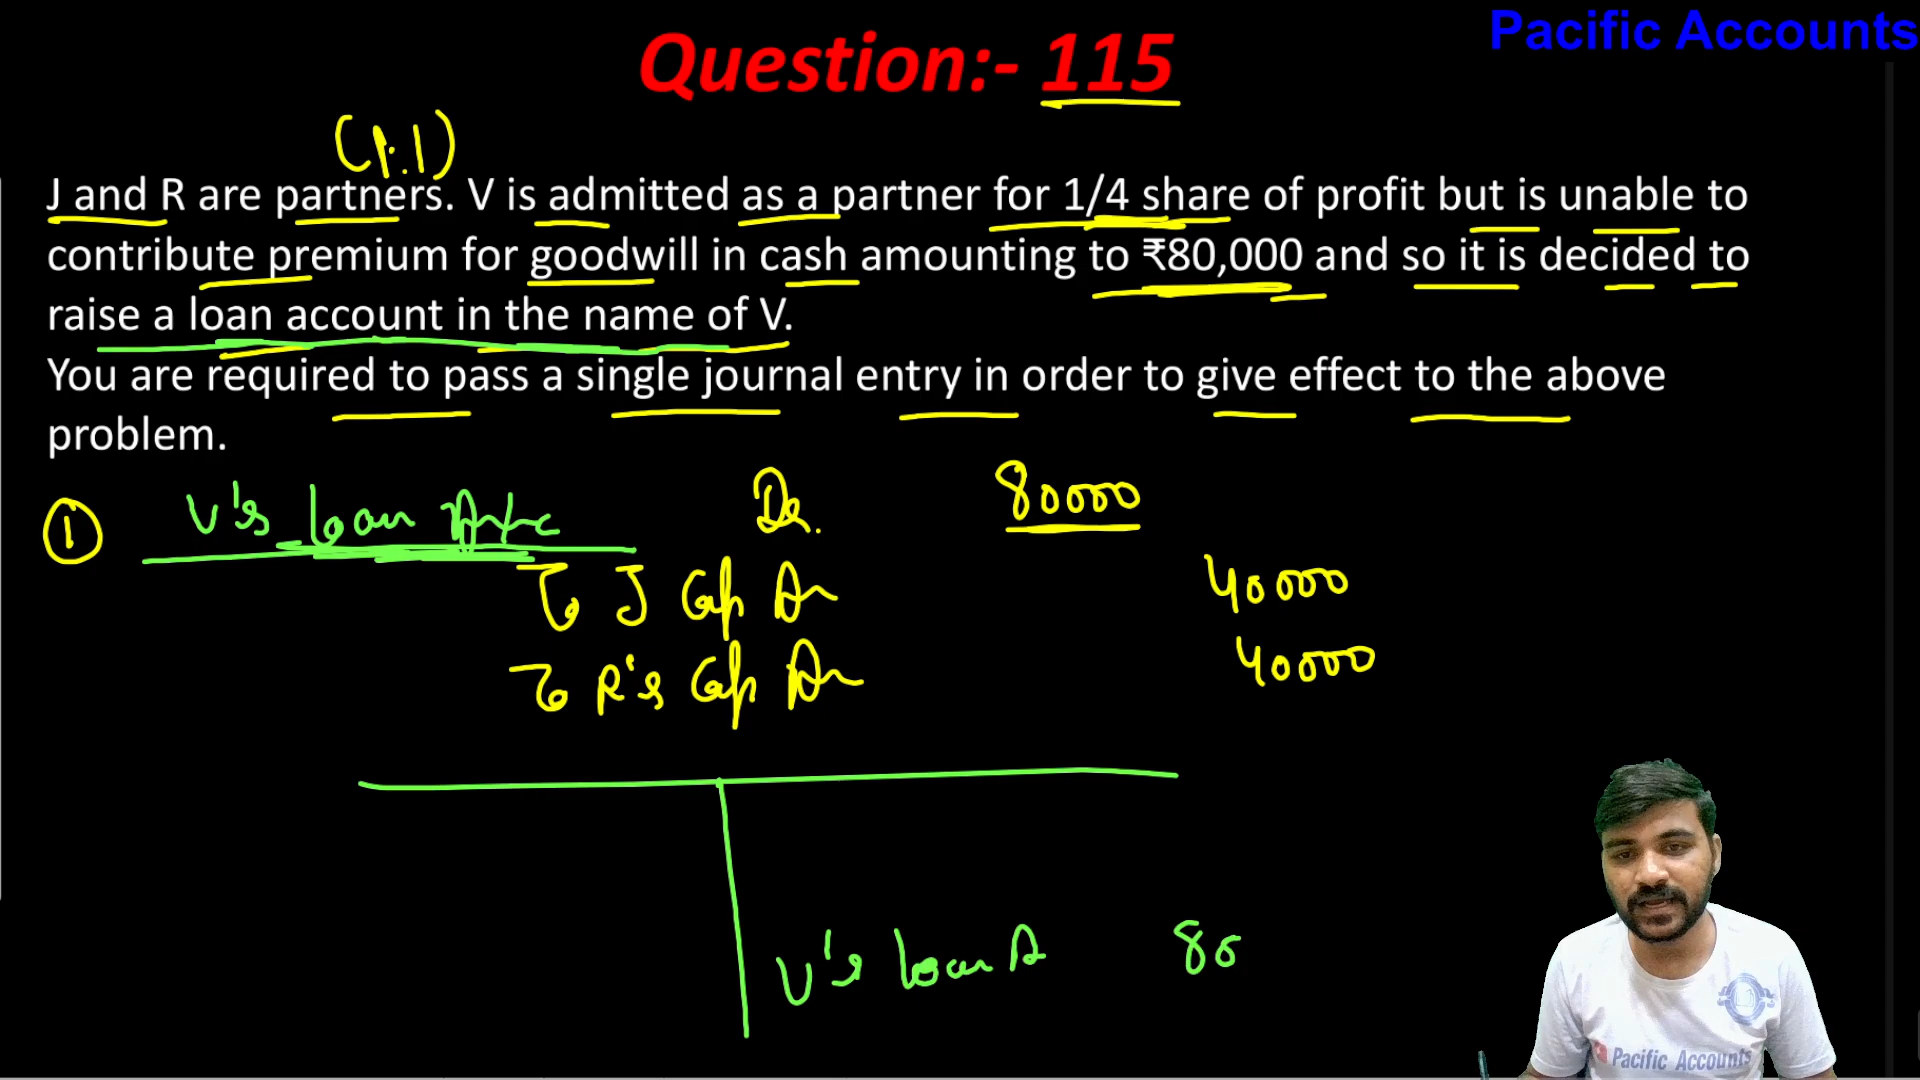 Pacific Accounts
Question:- 115
(1:1)
J and R are partners. V is admitted as a partner for 1/4 share of profit but is unable to
contribute premium for goodwill in cash amounting to ₹80,000 and so it is decided to
raise a loan account in the name of V.
You are required to pass a single journal entry in order to give effect to the above
problem.
① V's loan A/c Dr. 80000
To J Cap A/c 40000
To R's Cap A/c 40000
V's loan A 80
Pacific Accounts